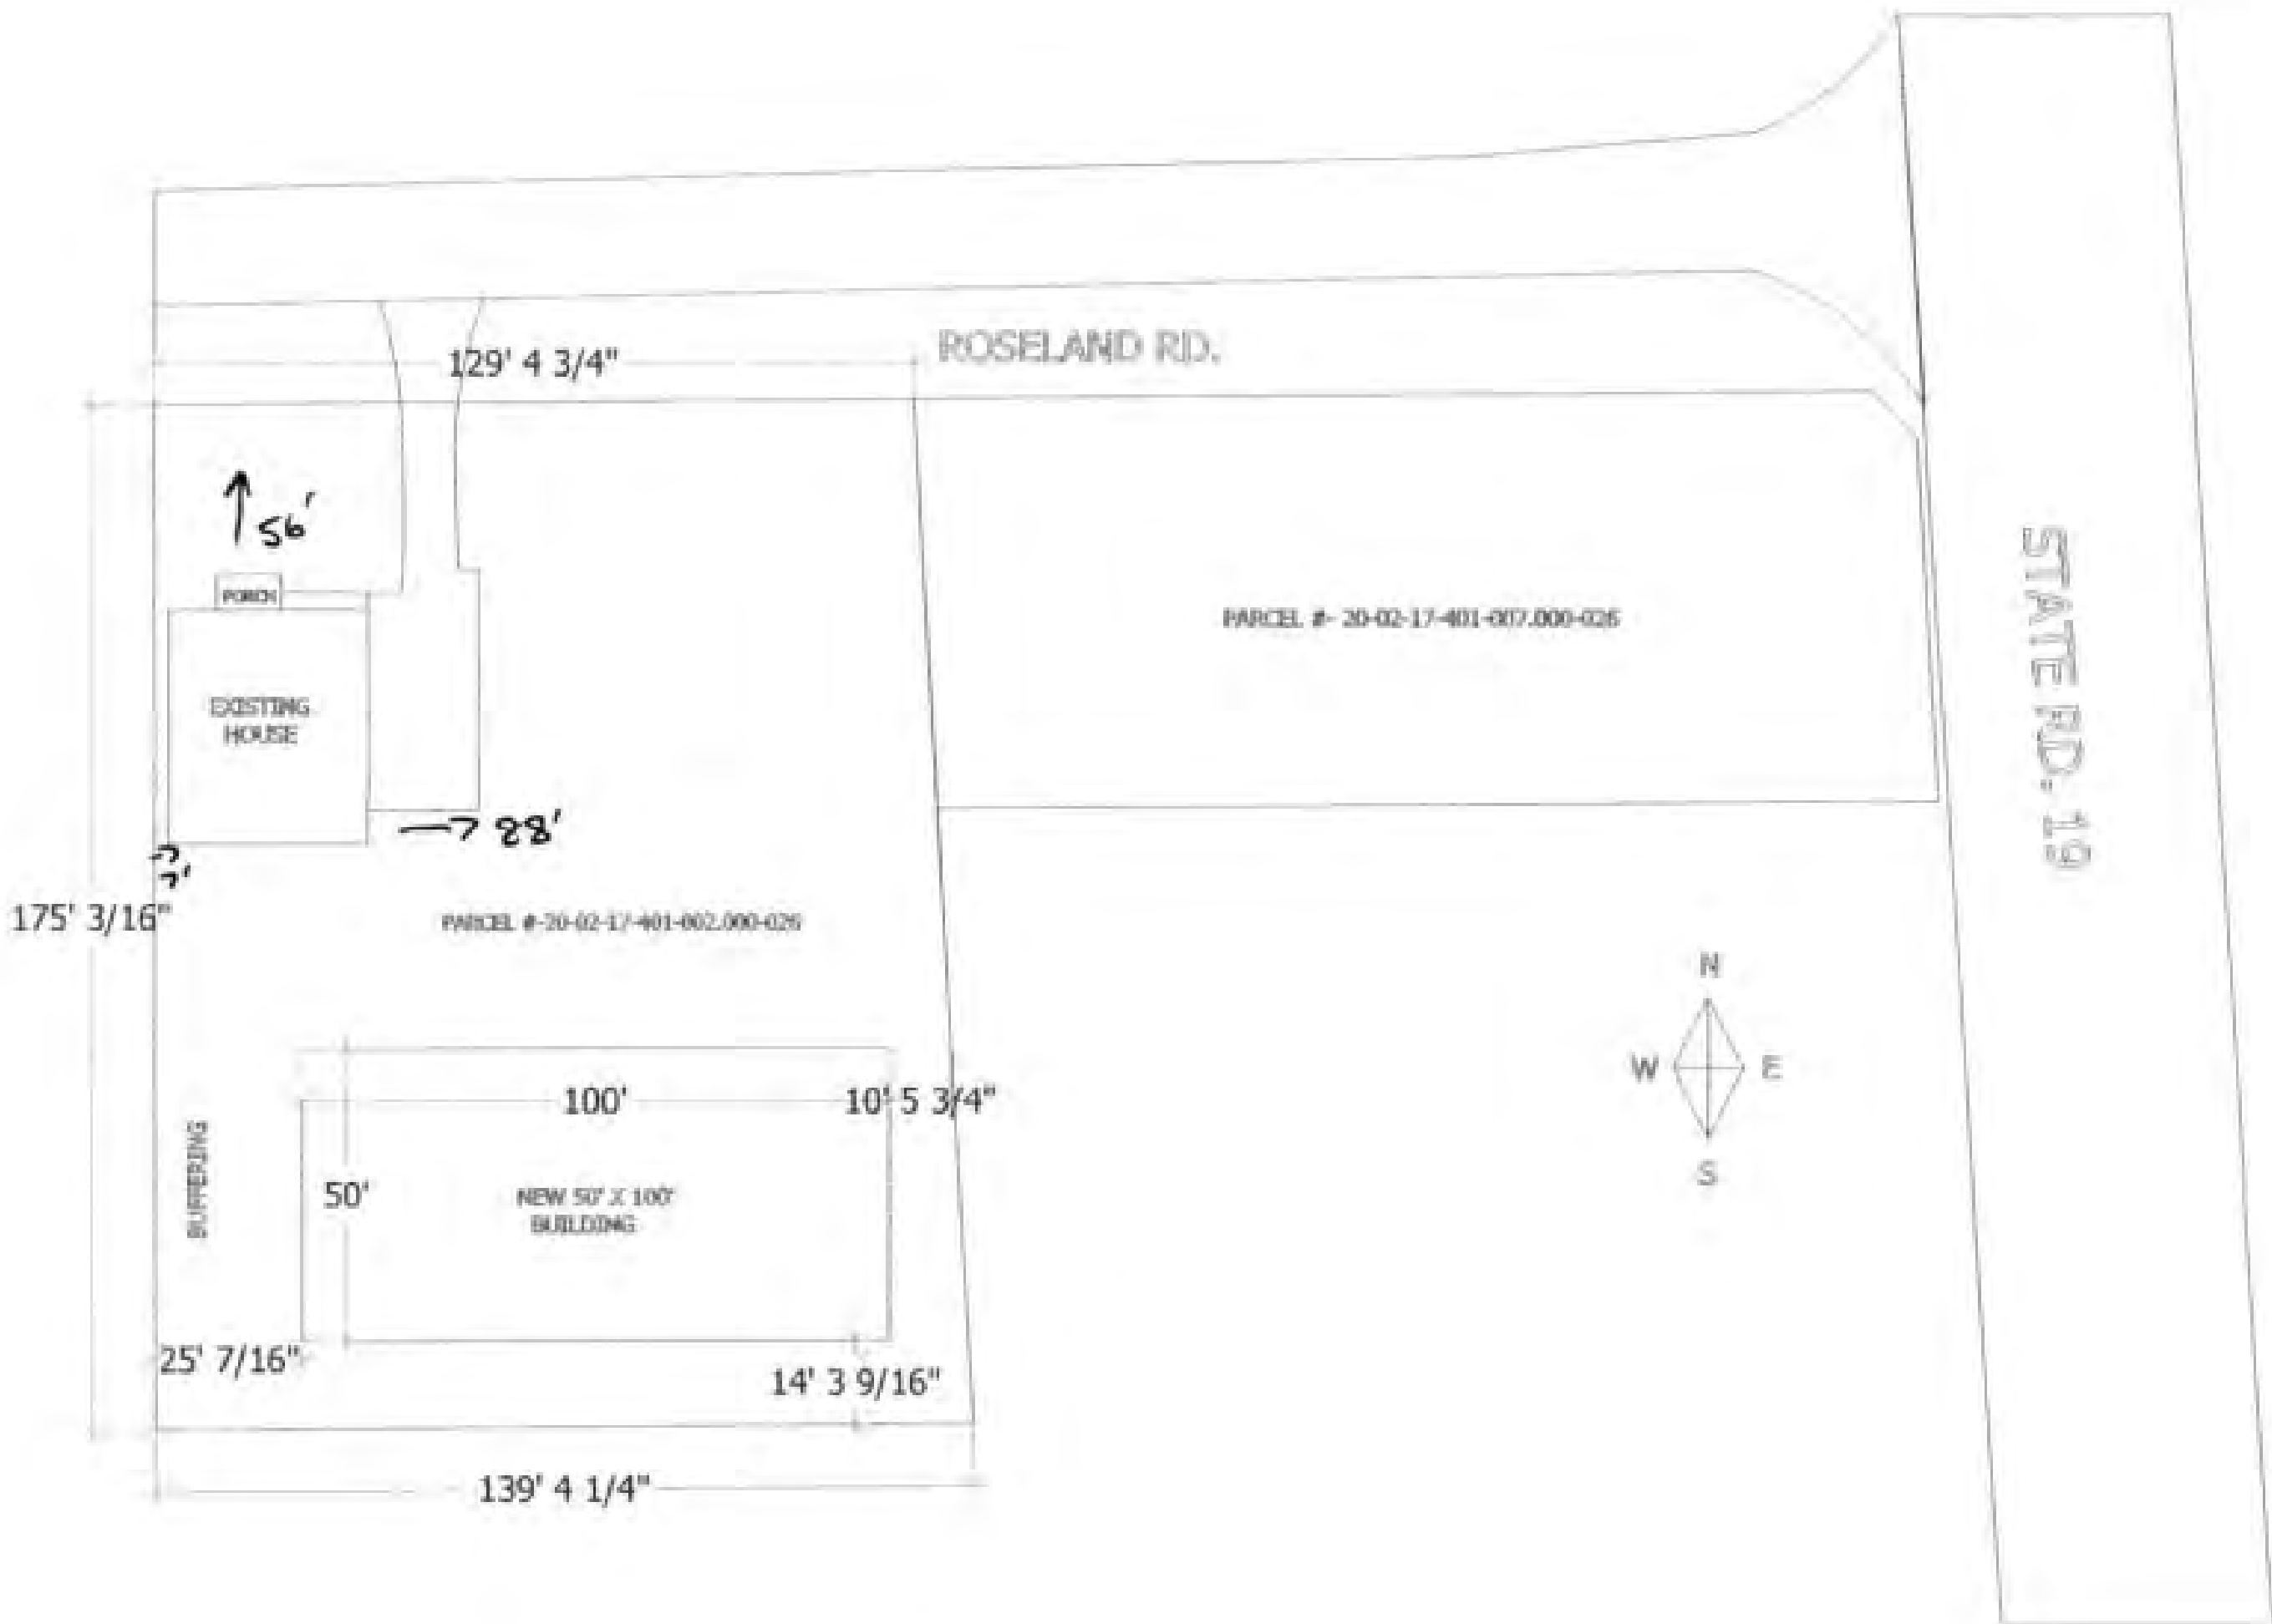 129' 4 3/4"
ROSELAND RD.
56'
PORCH
EXISTING
HOUSE
28'
7'
175' 3/16"
PARCEL #-20-02-17-401-002.000-026
PARCEL #- 20-02-17-401-007.000-026
STATE RD. 19
N
W
E
S
100'
10' 5 3/4"
BUFFERING
50'
NEW 50' X 100'
BUILDING
25' 7/16"
14' 3 9/16"
139' 4 1/4"